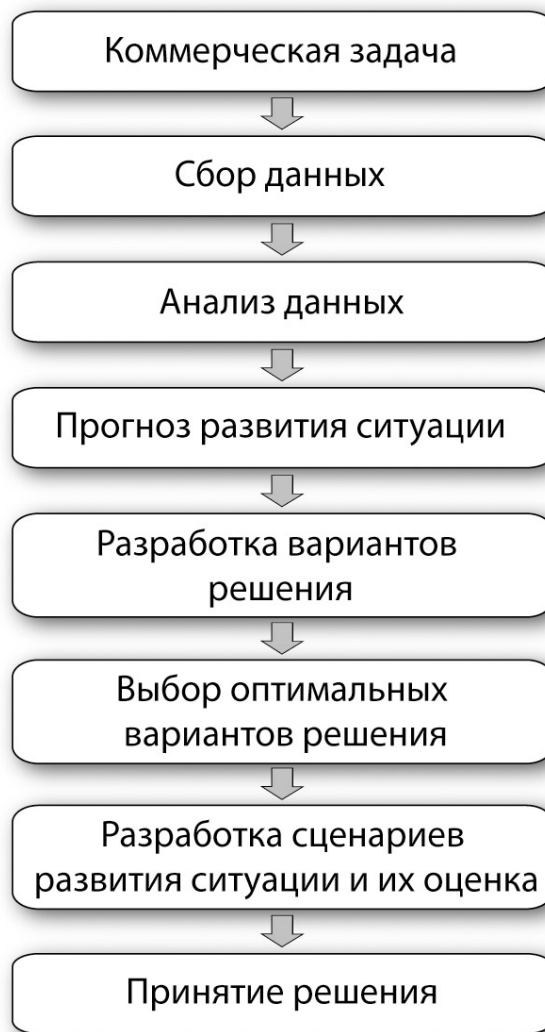 Коммерческая задача
Сбор данных
Анализ данных
Прогноз развития ситуации
Разработка вариантов
решения
Выбор оптимальных
вариантов решения
Разработка сценариев
развития ситуации и их оценка
Принятие решения